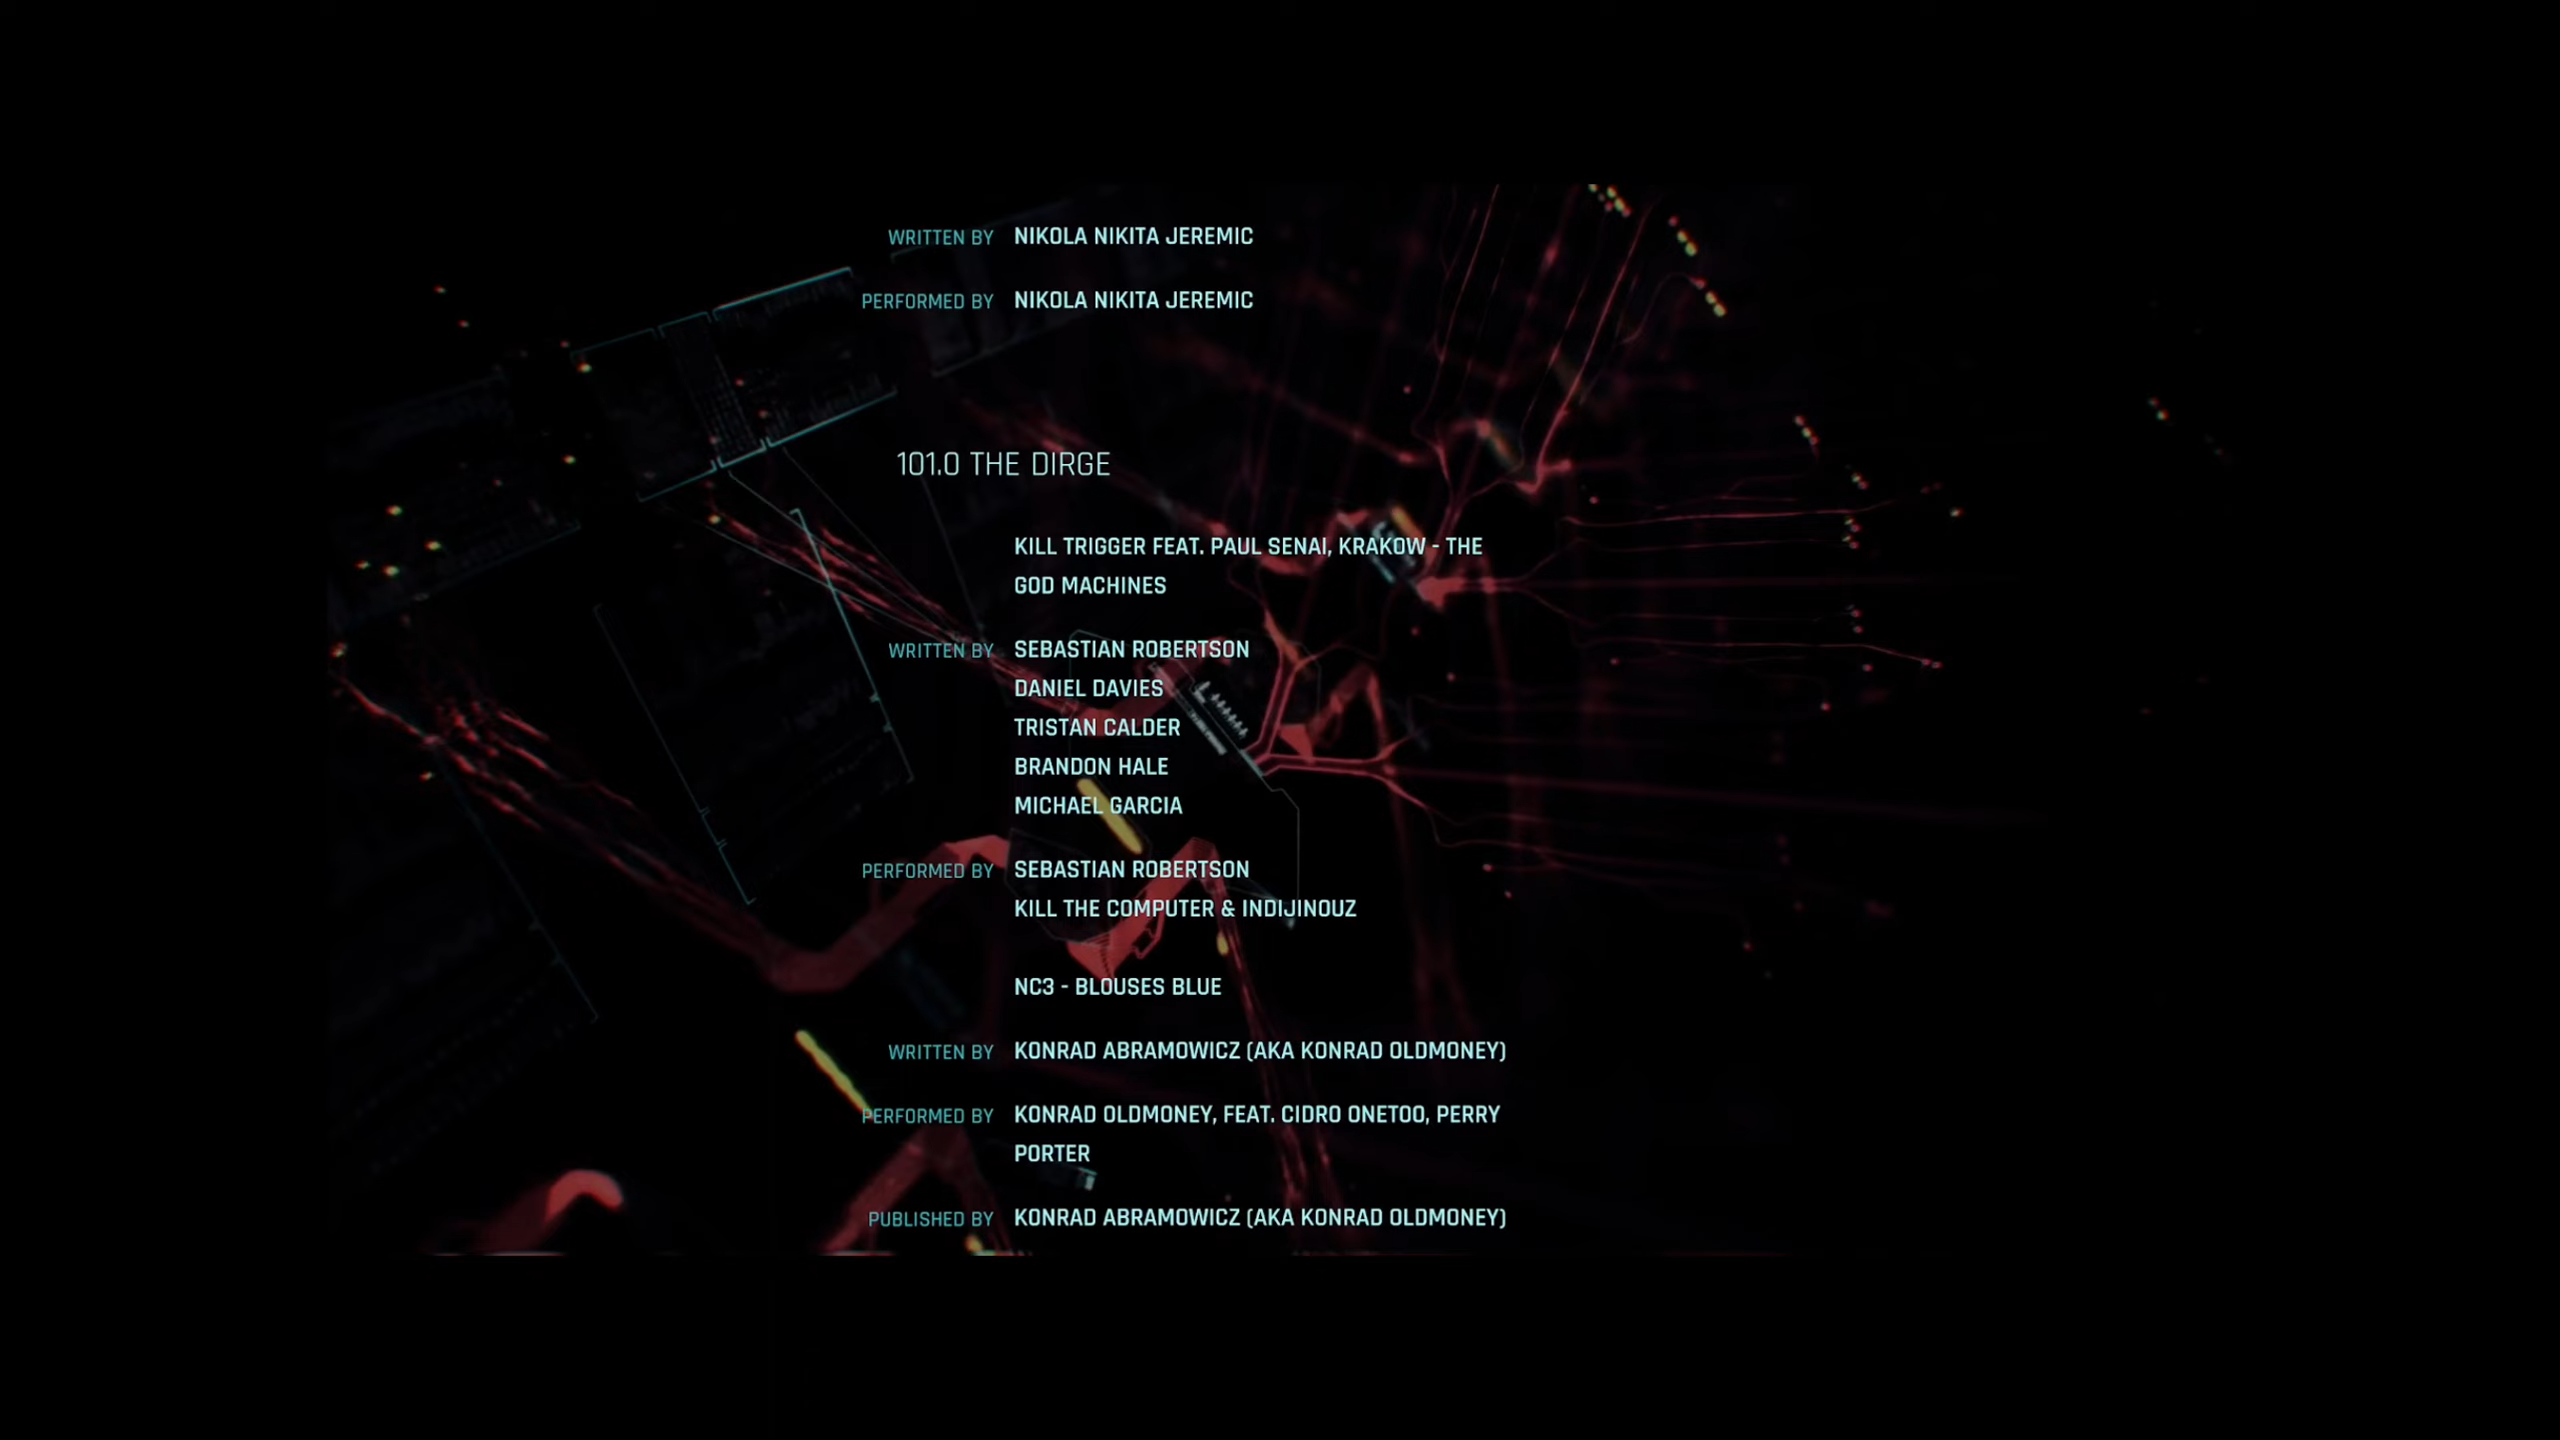 WRITTEN BY NIKOLA NIKITA JEREMIC
PERFORMED BY NIKOLA NIKITA JEREMIC
101.0 THE DIRGE
KILL TRIGGER FEAT. PAUL SENAI, KRAKOW - THE
GOD MACHINES
WRITTEN BY SEBASTIAN ROBERTSON
DANIEL DAVIES
TRISTAN CALDER
BRANDON HALE
MICHAEL GARCIA
PERFORMED BY SEBASTIAN ROBERTSON
KILL THE COMPUTER & INDIJINOUZ
NC3 - BLOUSES BLUE
WRITTEN BY KONRAD ABRAMOWICZ (AKA KONRAD OLDMONEY)
PERFORMED BY KONRAD OLDMONEY, FEAT. CIDRO ONETOO, PERRY
PORTER
PUBLISHED BY KONRAD ABRAMOWICZ (AKA KONRAD OLDMONEY)